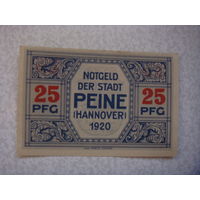 NOTGELD
DER STADT
PEINE
(HANNOVER)
1920
25
PFG
25
PFG